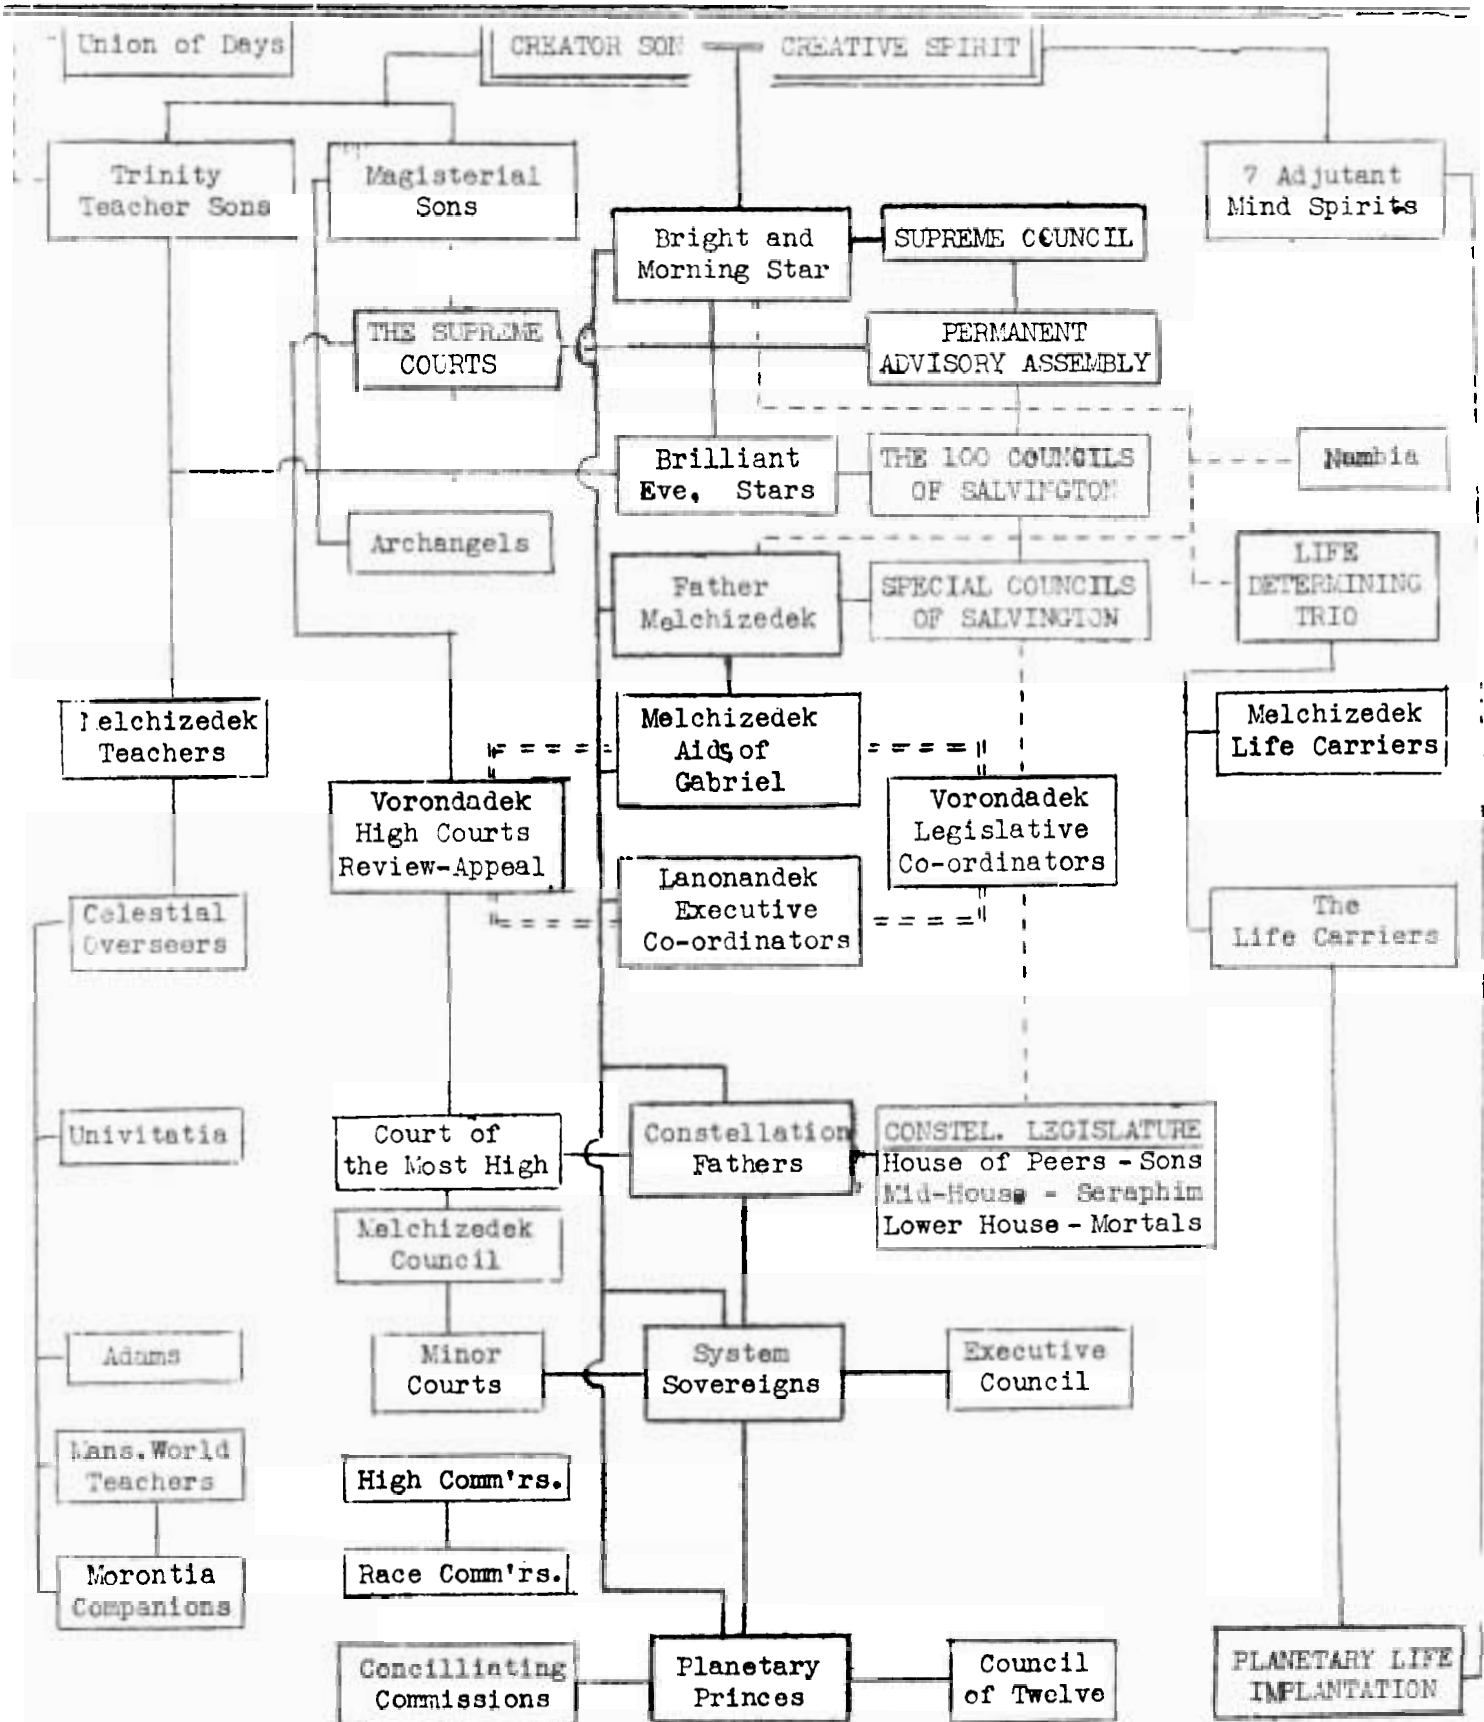 Union of Days
CREATOR SON
CREATIVE SPIRIT
Trinity
Teacher Sons
Magisterial
Sons
7 Adjutant
Mind Spirits
Bright and
Morning Star
SUPREME COUNCIL
THE SUPREME
COURTS
PERMANENT
ADVISORY ASSEMBLY
Brilliant
Eve. Stars
THE 100 COUNCILS
OF SALVINGTON
Nambia
Archangels
Father
Melchizedek
SPECIAL COUNCILS
OF SALVINGTON
LIFE
DETERMINING
TRIO
Melchizedek
Teachers
Melchizedek
Aids of
Gabriel
Melchizedek
Life Carriers
Vorondadek
High Courts
Review-Appeal
Vorondadek
Legislative
Co-ordinators
Lanonandek
Executive
Co-ordinators
Celestial
Overseers
The
Life Carriers
Univitatia
Court of
the Most High
Constellation
Fathers
CONSTEL. LEGISLATURE
House of Peers - Sons
Mid-House - Seraphim
Lower House - Mortals
Melchizedek
Council
Adams
Minor
Courts
System
Sovereigns
Executive
Council
Mans. World
Teachers
High Comm'rs.
Race Comm'rs.
Morontia
Companions
Concilliating
Commissions
Planetary
Princes
Council
of Twelve
PLANETARY LIFE
IMPLANTATION